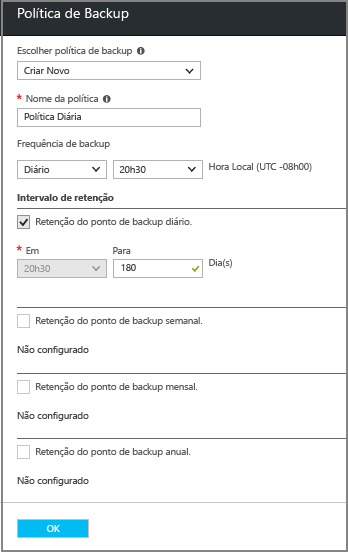 Política de Backup
Escolher política de backup
Criar Novo
* Nome da política
Política Diária
Frequência de backup
Diário 20h30 Hora Local (UTC -08h00)
Intervalo de retenção
Retenção do ponto de backup diário.
* Em Para
20h30 180 Dia(s)
Retenção do ponto de backup semanal.
Não configurado
Retenção do ponto de backup mensal.
Não configurado
Retenção do ponto de backup anual.
Não configurado
OK